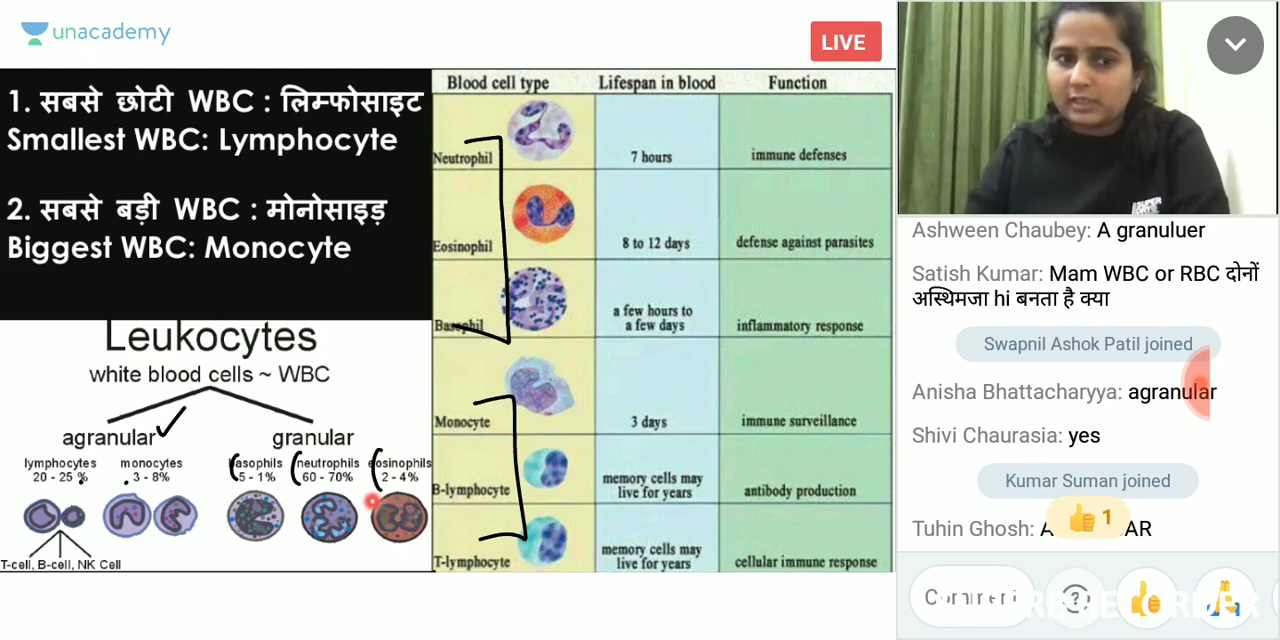 unacademy
LIVE
1. सबसे छोटी WBC : लिम्फोसाइट
Smallest WBC: Lymphocyte
2. सबसे बड़ी WBC : मोनोसाइड़
Biggest WBC: Monocyte
Leukocytes
white blood cells ~ WBC
agranular
granular
lymphocytes
20 - 25 %
monocytes
3 - 8%
basophils
5 - 1%
neutrophils
60 - 70%
eosinophils
2 - 4%
T-cell, B-cell, NK Cell
Blood cell type Lifespan in blood Function
Neutrophil 7 hours immune defenses
Eosinophil 8 to 12 days defense against parasites
Basophil a few hours to a few days inflammatory response
Monocyte 3 days immune surveillance
B-lymphocyte memory cells may live for years antibody production
T-lymphocyte memory cells may live for years cellular immune response
SUPER
Ashween Chaubey: A granuluer
Satish Kumar: Mam WBC or RBC दोनों
अस्थिमजा hi बनता है क्या
Swapnil Ashok Patil joined
Anisha Bhattacharyya: agranular
Shivi Chaurasia: yes
Kumar Suman joined
Tuhin Ghosh:
1